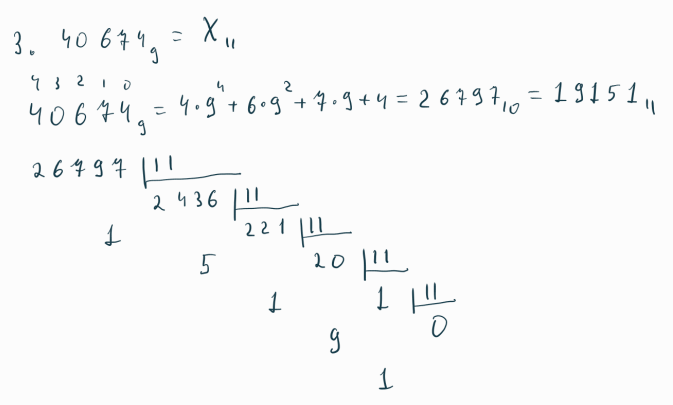 3. 40674₉ = X₁₁
4 3 2 1 0
40674₉ = 4·9⁴ + 6·9² + 7·9 + 4 = 26797₁₀ = 19151₁₁
26797 |11
2436 |11
1 221 |11
5 20 |11
1 1 |11
9 0
1